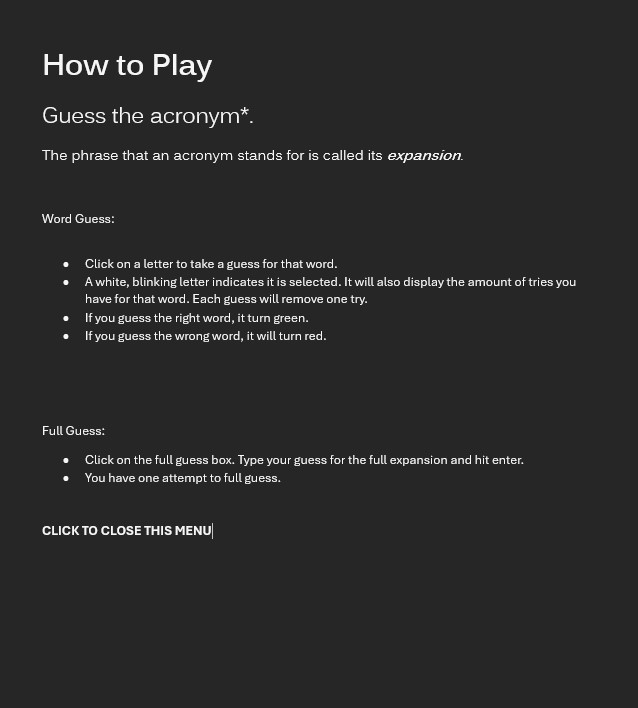 How to Play
Guess the acronym*.
The phrase that an acronym stands for is called its expansion.
Word Guess:
● Click on a letter to take a guess for that word.
● A white, blinking letter indicates it is selected. It will also display the amount of tries you
have for that word. Each guess will remove one try.
● If you guess the right word, it turn green.
● If you guess the wrong word, it will turn red.
Full Guess:
● Click on the full guess box. Type your guess for the full expansion and hit enter.
● You have one attempt to full guess.
CLICK TO CLOSE THIS MENU